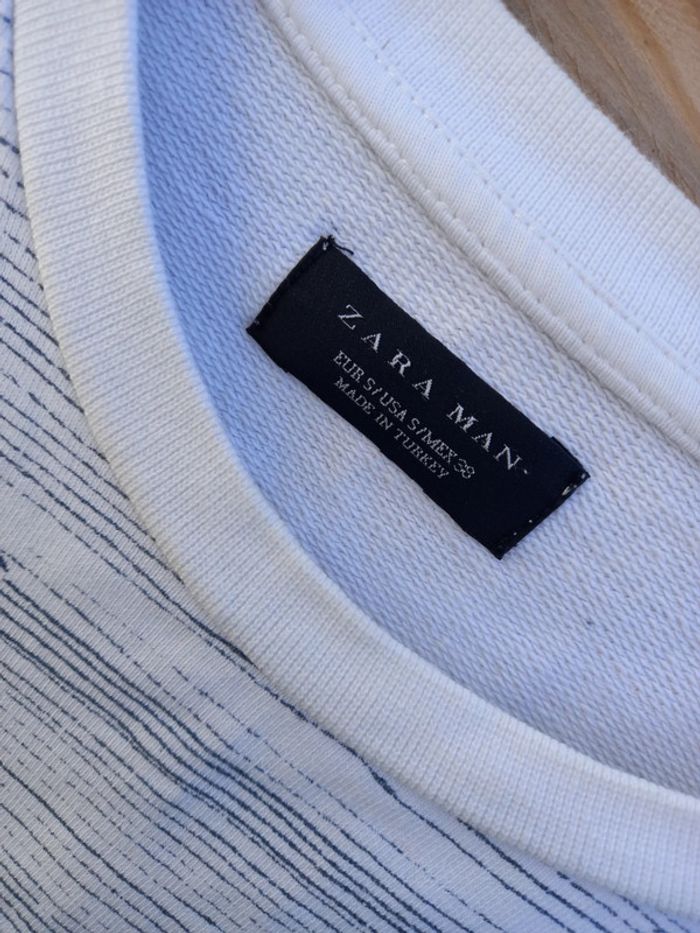 ZARA MAN
EUR S/USA S/MEX 38
MADE IN TURKEY